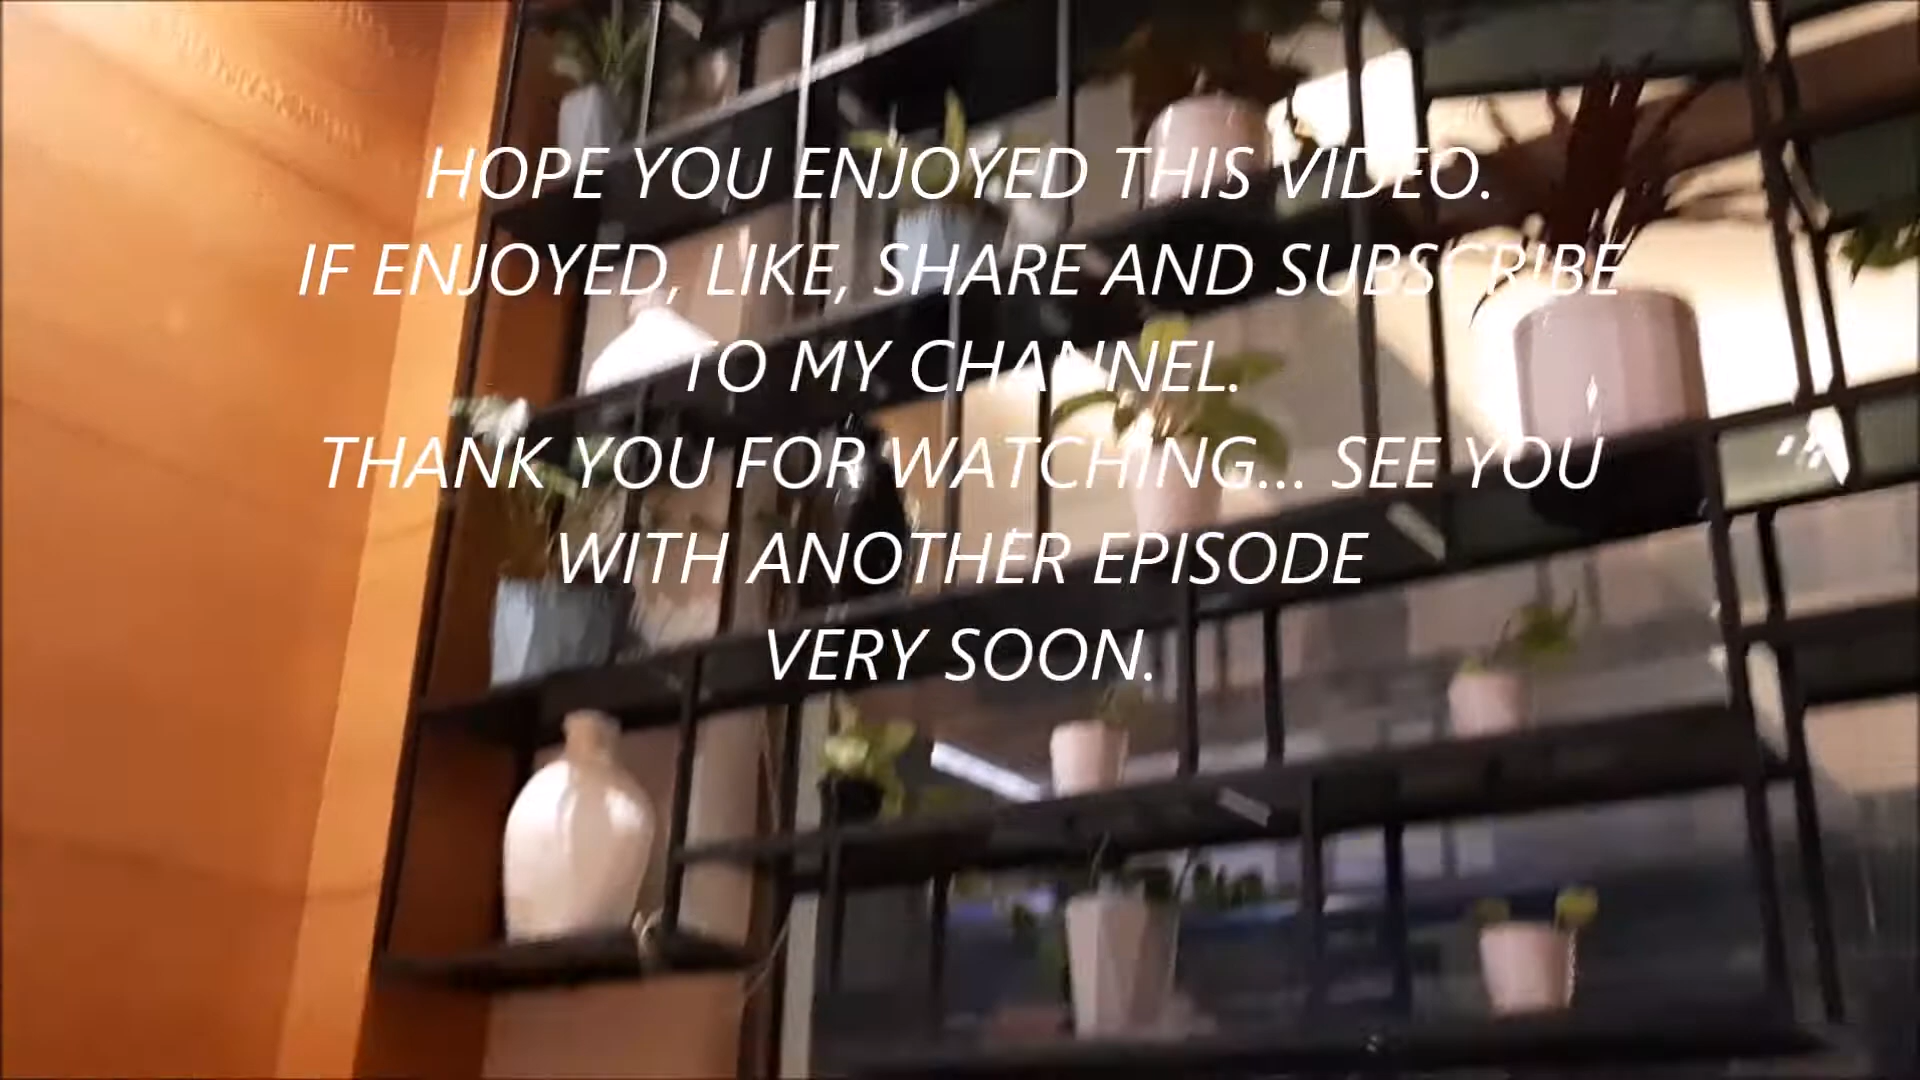 HOPE YOU ENJOYED THIS VIDEO.
IF ENJOYED, LIKE, SHARE AND SUBSCRIBE
TO MY CHANNEL.
THANK YOU FOR WATCHING... SEE YOU
WITH ANOTHER EPISODE
VERY SOON.